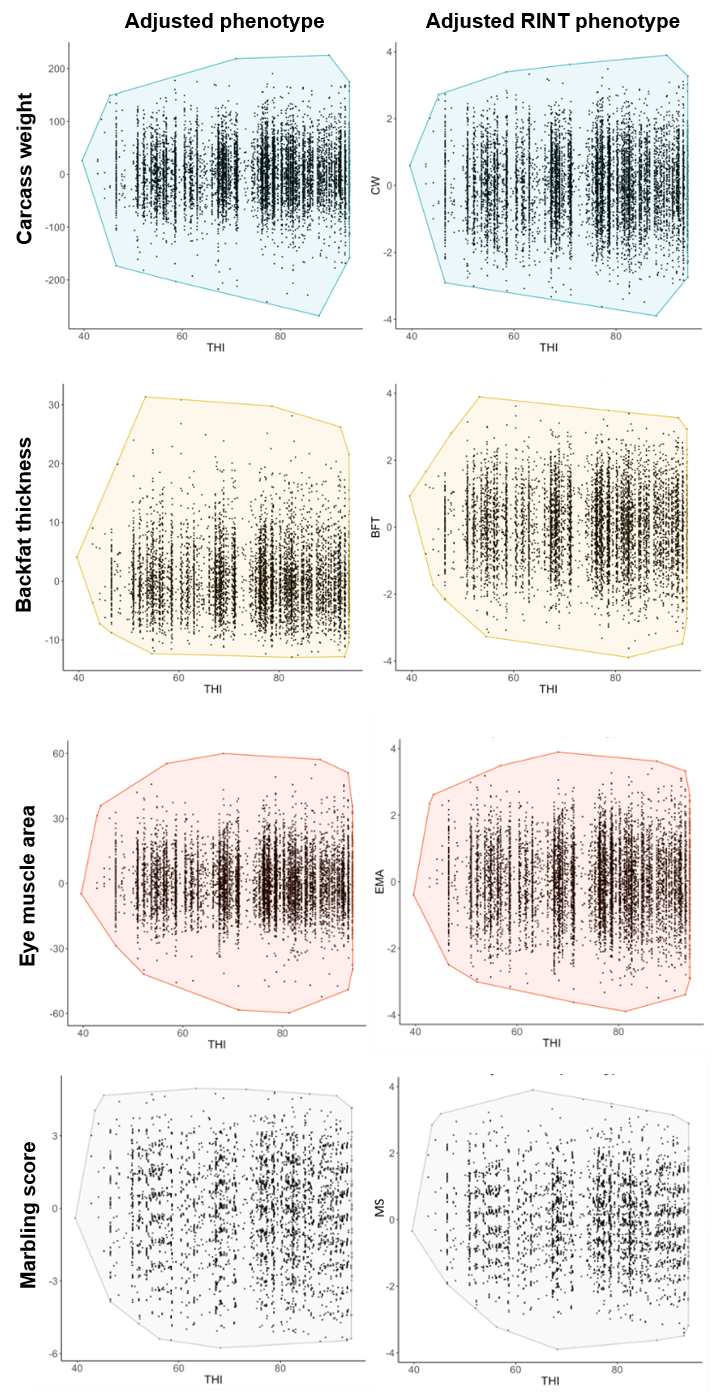 Adjusted phenotype Adjusted RINT phenotype
Carcass weight
200
100
0
-100
-200
40 60 80
THI
CW
4
2
0
-2
-4
40 60 80
THI
Backfat thickness
30
20
10
0
-10
40 60 80
THI
BFT
4
2
0
-2
-4
40 60 80
THI
Eye muscle area
60
30
0
-30
-60
40 60 80
THI
EMA
4
2
0
-2
-4
40 60 80
THI
Marbling score
3
0
-3
-6
40 60 80
THI
MS
4
2
0
-2
-4
40 60 80
THI